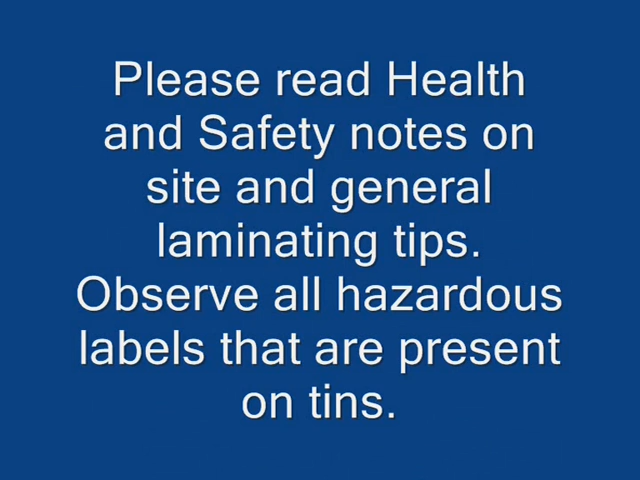 Please read Health
and Safety notes on
site and general
laminating tips.
Observe all hazardous
labels that are present
on tins.